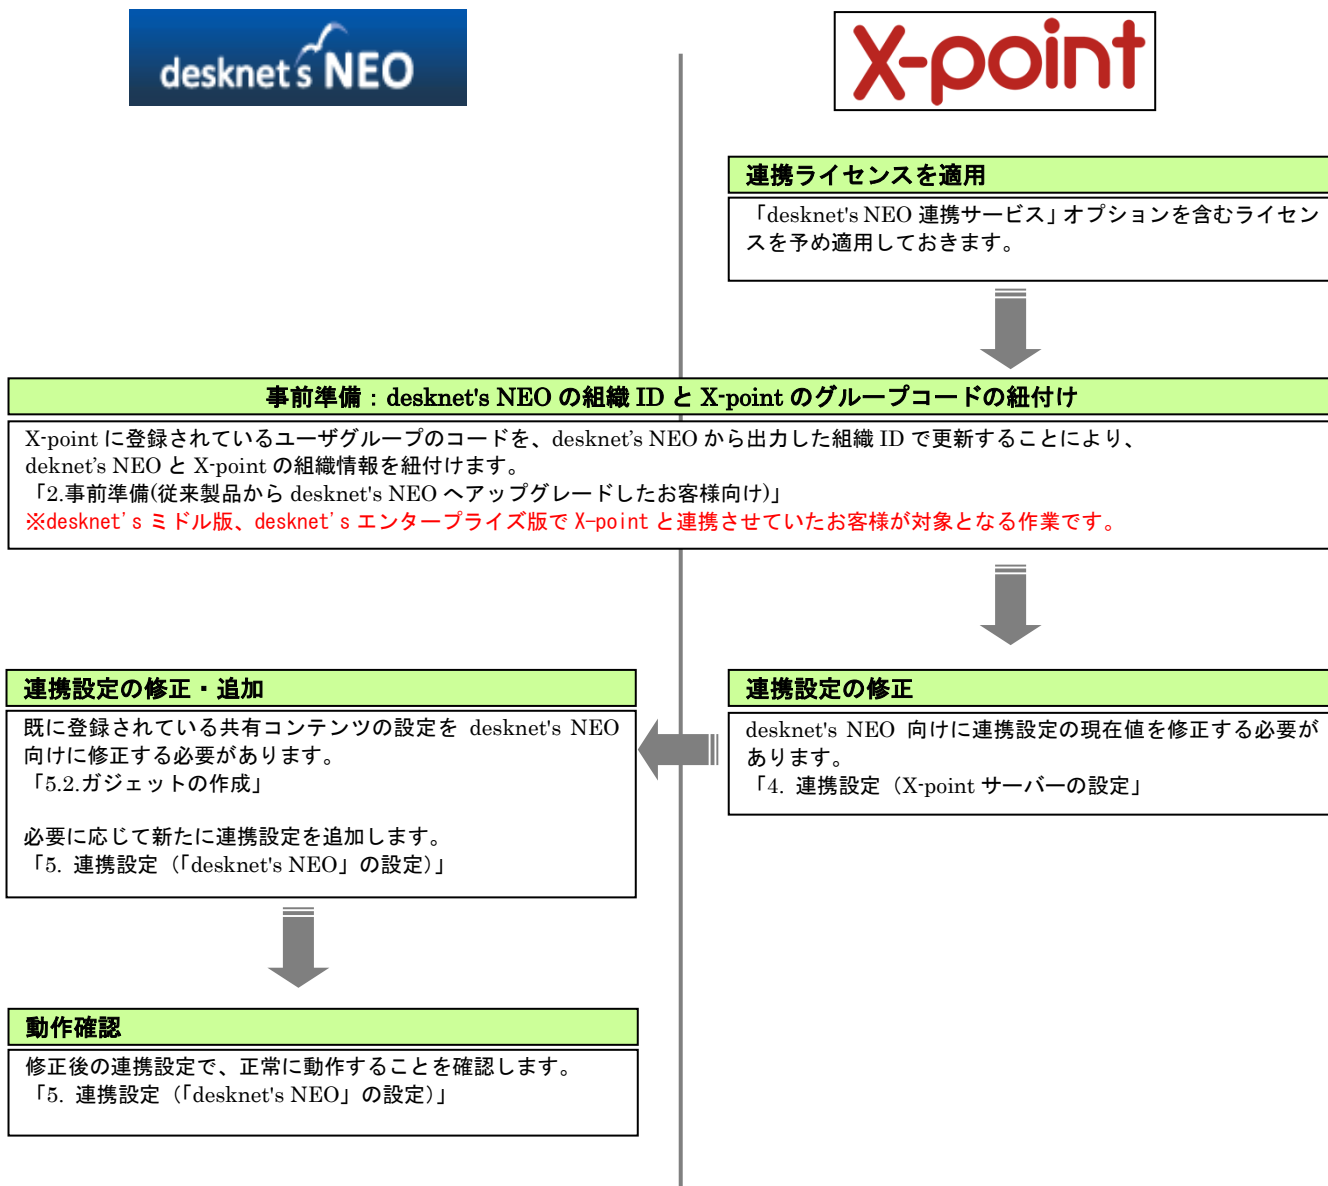 desknet's NEO
X-point
連携ライセンスを適用
「desknet's NEO 連携サービス」オプションを含むライセン
スを予め適用しておきます。
事前準備：desknet's NEO の組織 ID と X-point のグループコードの紐付け
X-point に登録されているユーザグループのコードを、desknet's NEO から出力した組織 ID で更新することにより、
deknet's NEO と X-point の組織情報を紐付けます。
「2.事前準備(従来製品から desknet's NEO へアップグレードしたお客様向け)」
※desknet's ミドル版、desknet's エンタープライズ版で X-point と連携させていたお客様が対象となる作業です。
連携設定の修正
desknet's NEO 向けに連携設定の現在値を修正する必要が
あります。
「4. 連携設定（X-point サーバーの設定」
連携設定の修正・追加
既に登録されている共有コンテンツの設定を desknet's NEO
向けに修正する必要があります。
「5.2.ガジェットの作成」
必要に応じて新たに連携設定を追加します。
「5. 連携設定（「desknet's NEO」の設定）」
動作確認
修正後の連携設定で、正常に動作することを確認します。
「5. 連携設定（「desknet's NEO」の設定）」